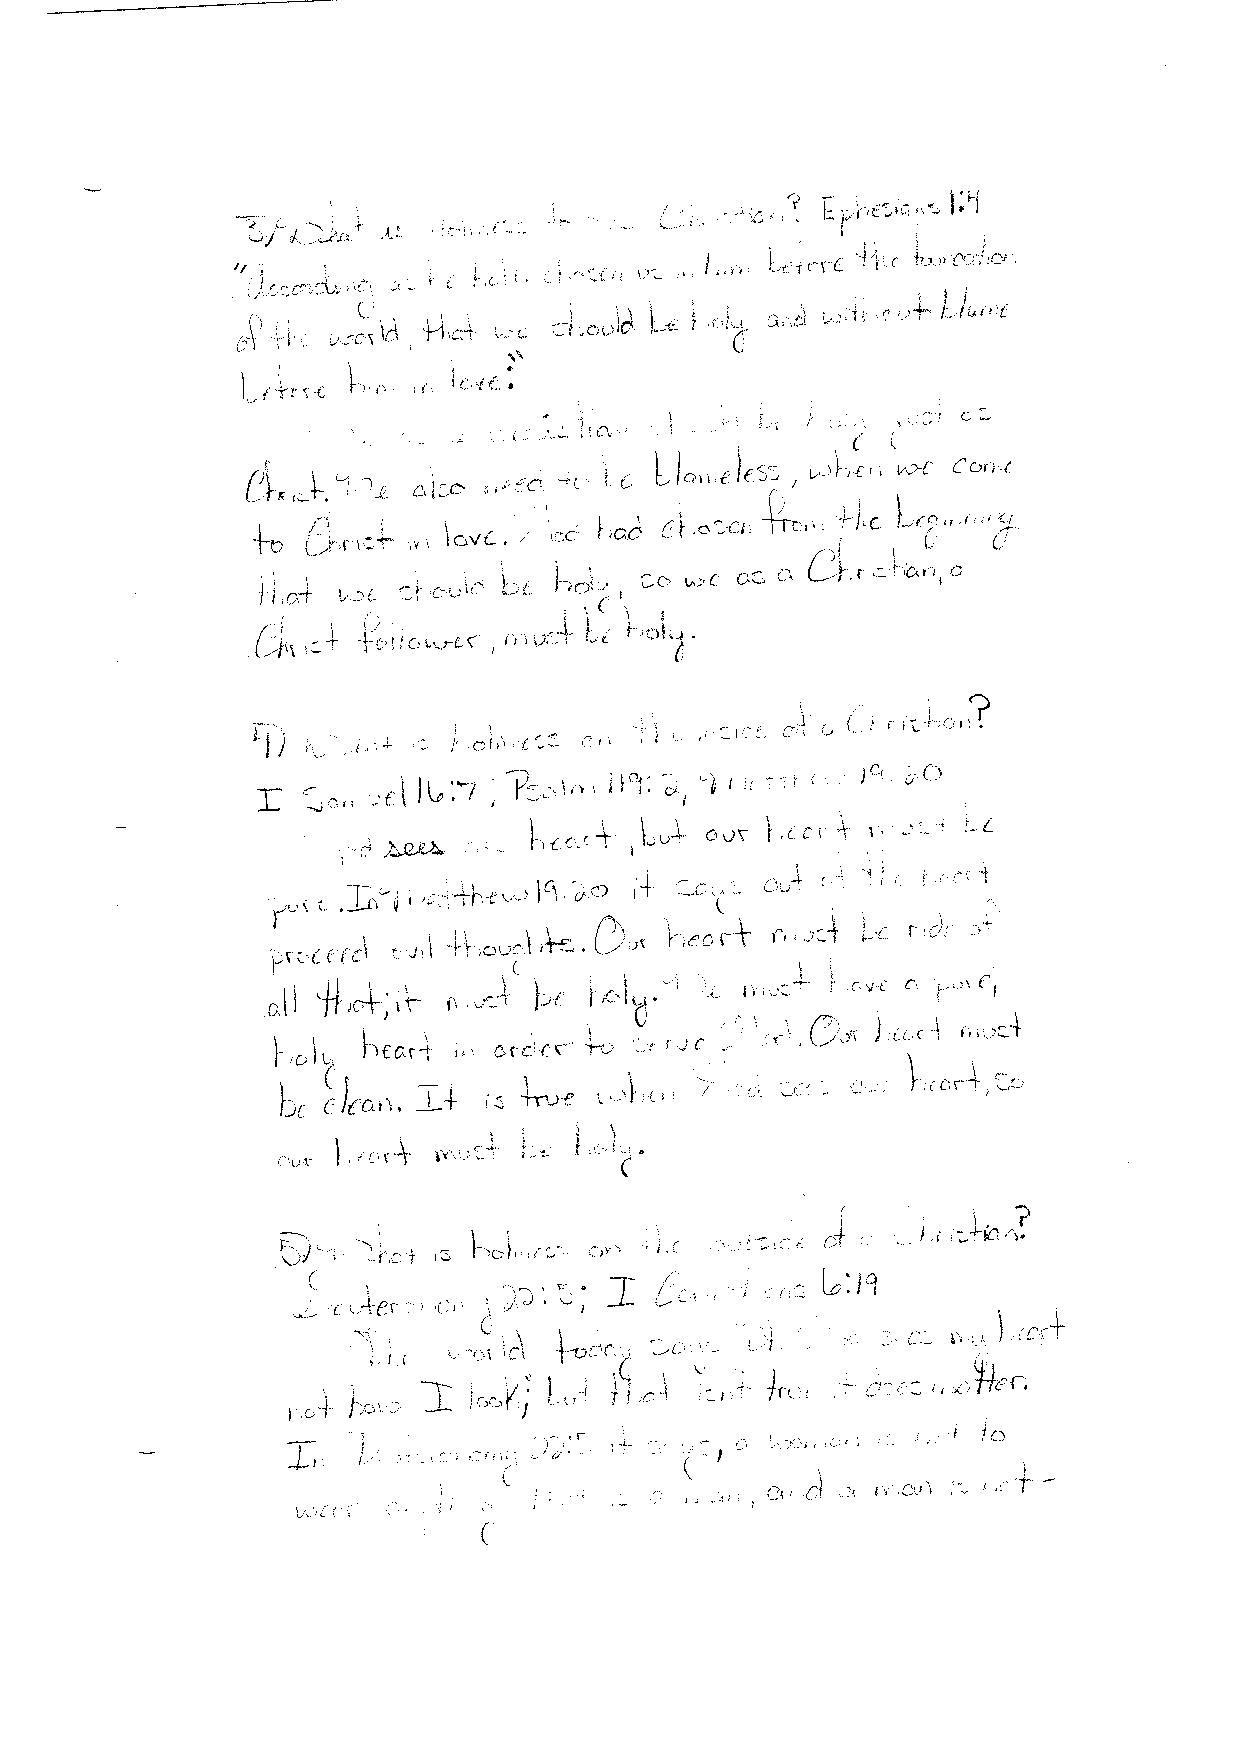 3) What is Holiness to a Christian? Ephesians 1:4
"According as he hath chosen us in him before the foundation
of the world, that we should be holy and without blame
before him in love."
christian should be holy just as
Christ. We also need to be blameless, when we come
to Christ in love. God had chosen from the beginning
that we should be holy, so we as a Christian, a
Christ follower, must be holy.
4) What is holiness on the inside of a Christian?
I Samuel 16:7; Psalm 119:2, Matthew 19:20
God sees our heart, but our heart must be
pure. In Matthew 19:20 it says out of the heart
proceed evil thoughts. Our heart must be ride of
all that; it must be holy. We must have a pure,
holy heart in order to serve God. Our heart must
be clean. It is true when God sees our heart, so
our heart must be holy.
5) What is holiness on the outside of a Christian?
Deuteronomy 22:5; I Corinthians 6:19
The world today says God sees my heart
not how I look; but that isn't true it does matter.
In Deuteronomy 22:5 it says, a woman is not to
wear a man, and a man is not -